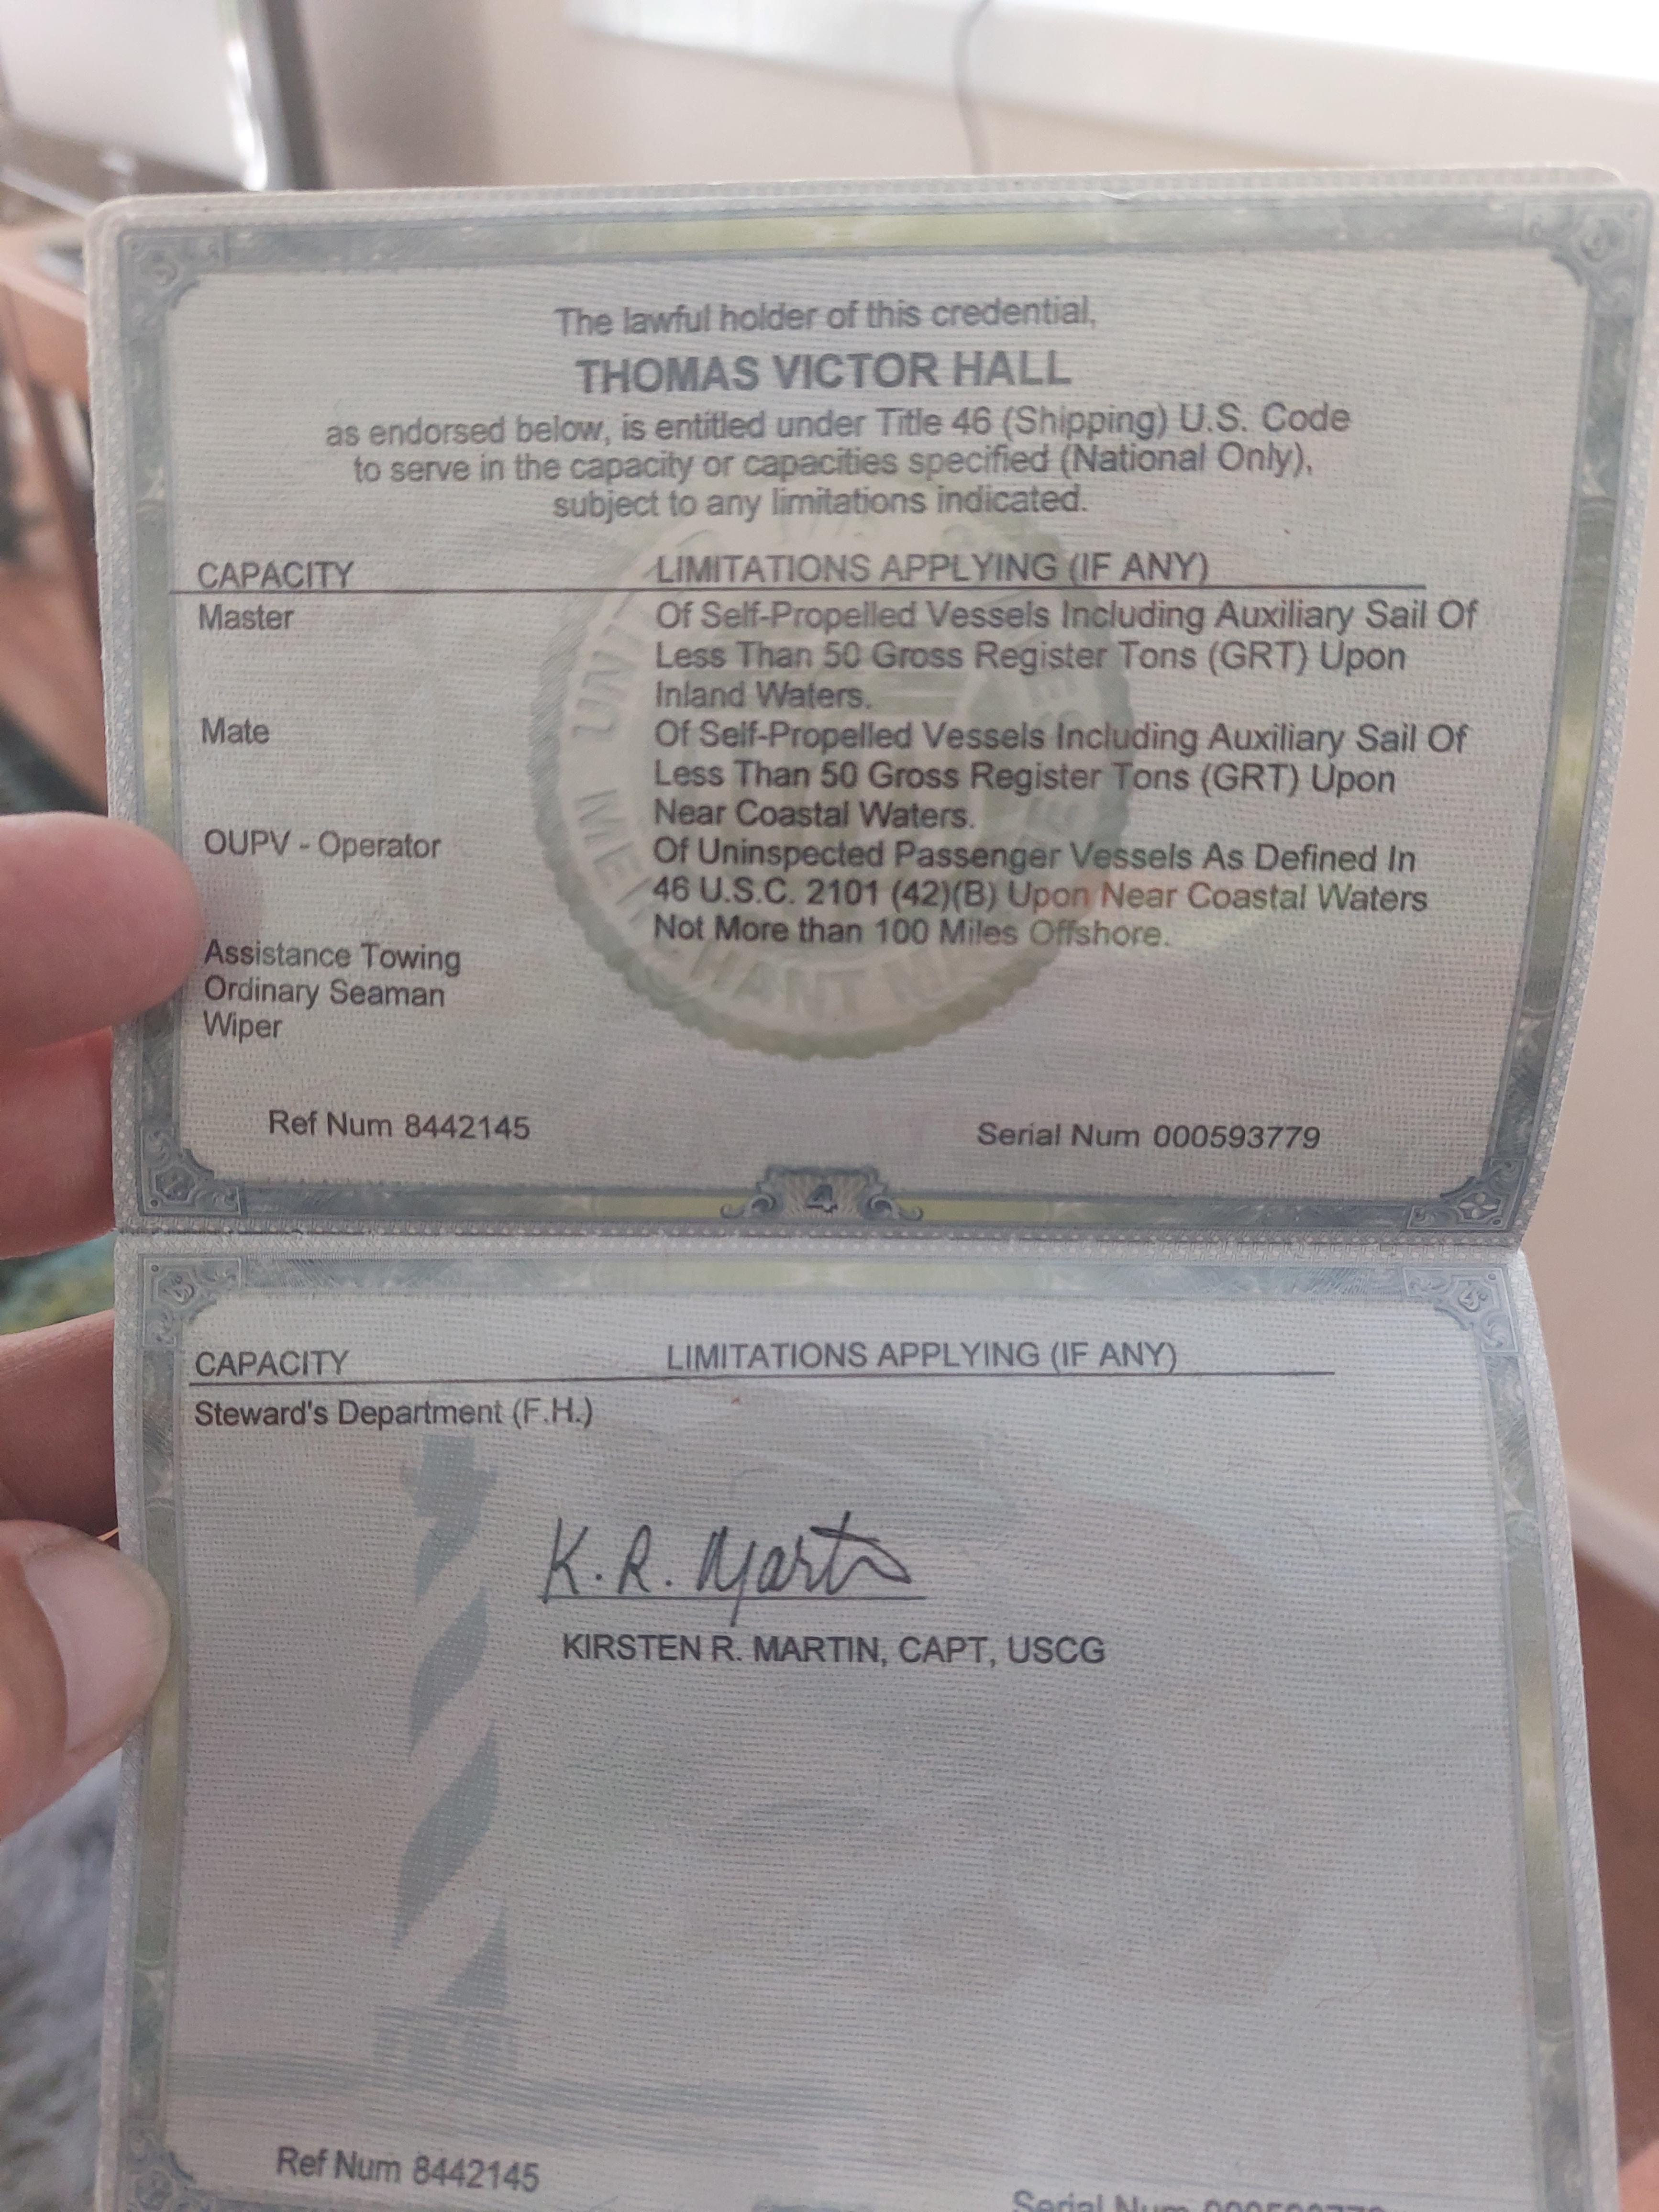 The lawful holder of this credential,
THOMAS VICTOR HALL
as endorsed below, is entitled under Title 46 (Shipping) U.S. Code
to serve in the capacity or capacities specified (National Only),
subject to any limitations indicated.
CAPACITY LIMITATIONS APPLYING (IF ANY)
Master Of Self-Propelled Vessels Including Auxiliary Sail Of
Less Than 50 Gross Register Tons (GRT) Upon
Inland Waters.
Mate Of Self-Propelled Vessels Including Auxiliary Sail Of
Less Than 50 Gross Register Tons (GRT) Upon
Near Coastal Waters.
OUPV - Operator Of Uninspected Passenger Vessels As Defined In
46 U.S.C. 2101 (42)(B) Upon Near Coastal Waters
Not More than 100 Miles Offshore.
Assistance Towing
Ordinary Seaman
Wiper
Ref Num 8442145 Serial Num 000593779
4
CAPACITY LIMITATIONS APPLYING (IF ANY)
Steward's Department (F.H.)
K. R. Martin
KIRSTEN R. MARTIN, CAPT, USCG
Ref Num 8442145 Serial Num 000593779